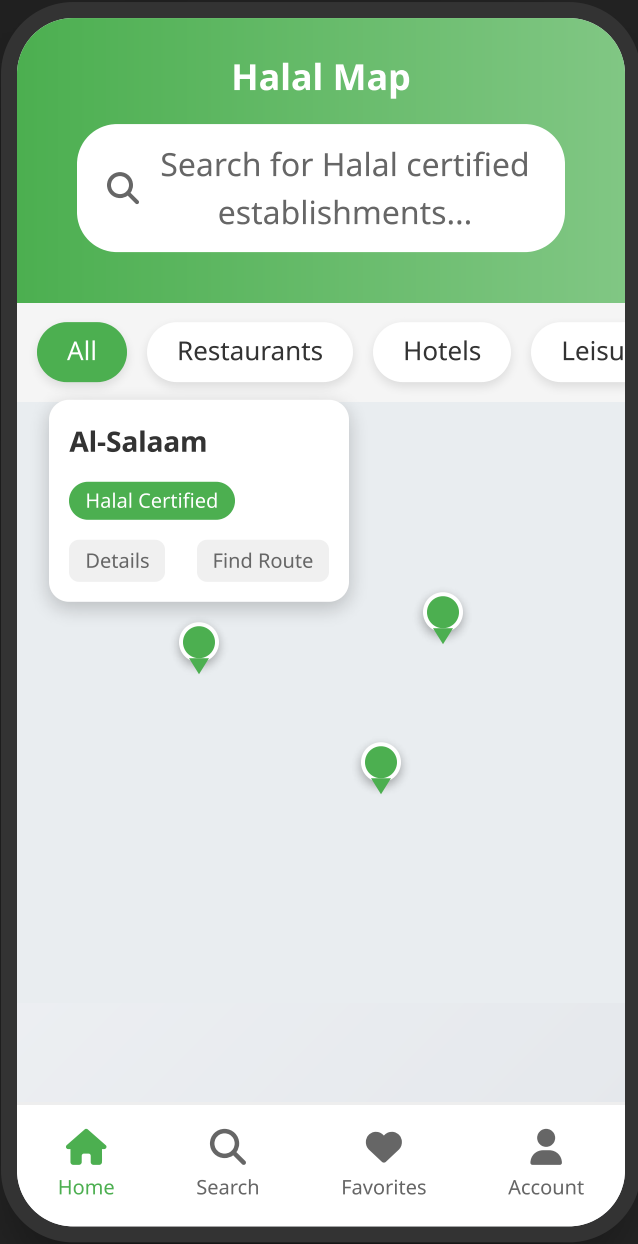 Halal Map
Search for Halal certified
establishments...
All
Restaurants
Hotels
Leisu
Al-Salaam
Halal Certified
Details
Find Route
Home
Search
Favorites
Account